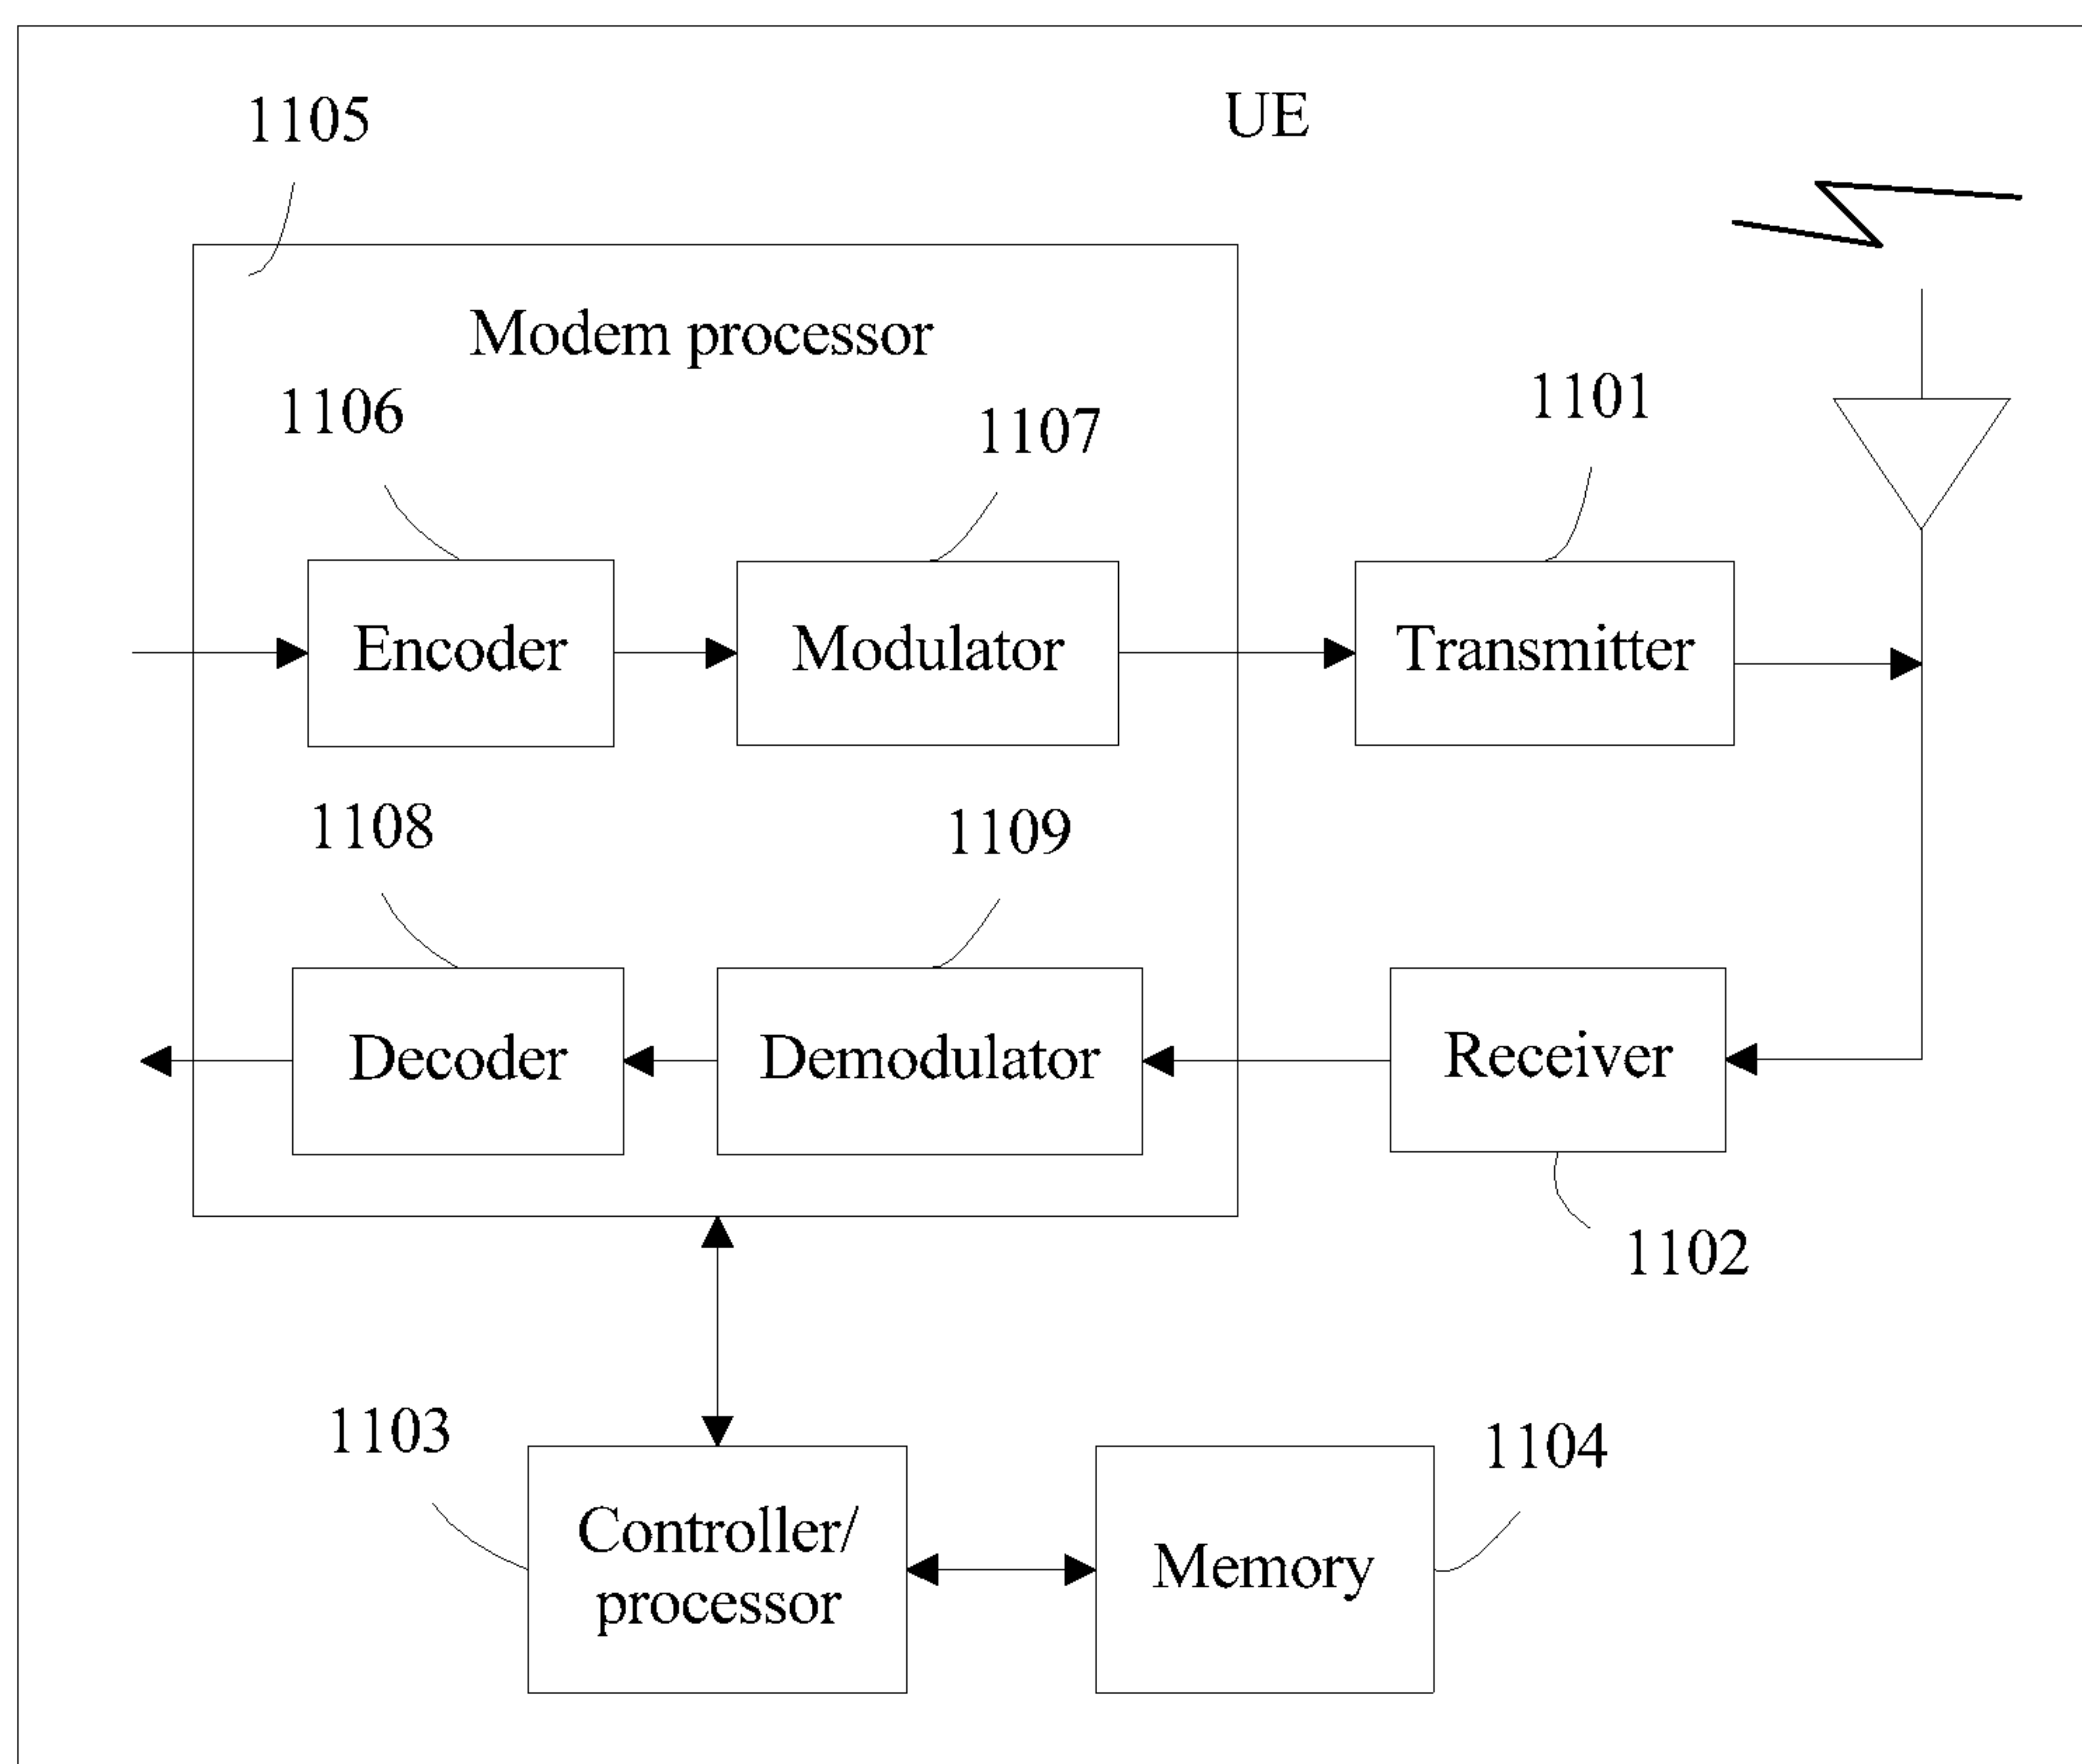 1105
UE
Modem processor
1106
1107
1101
Encoder
Modulator
Transmitter
1108
1109
Decoder
Demodulator
Receiver
1102
1103
1104
Controller/
processor
Memory